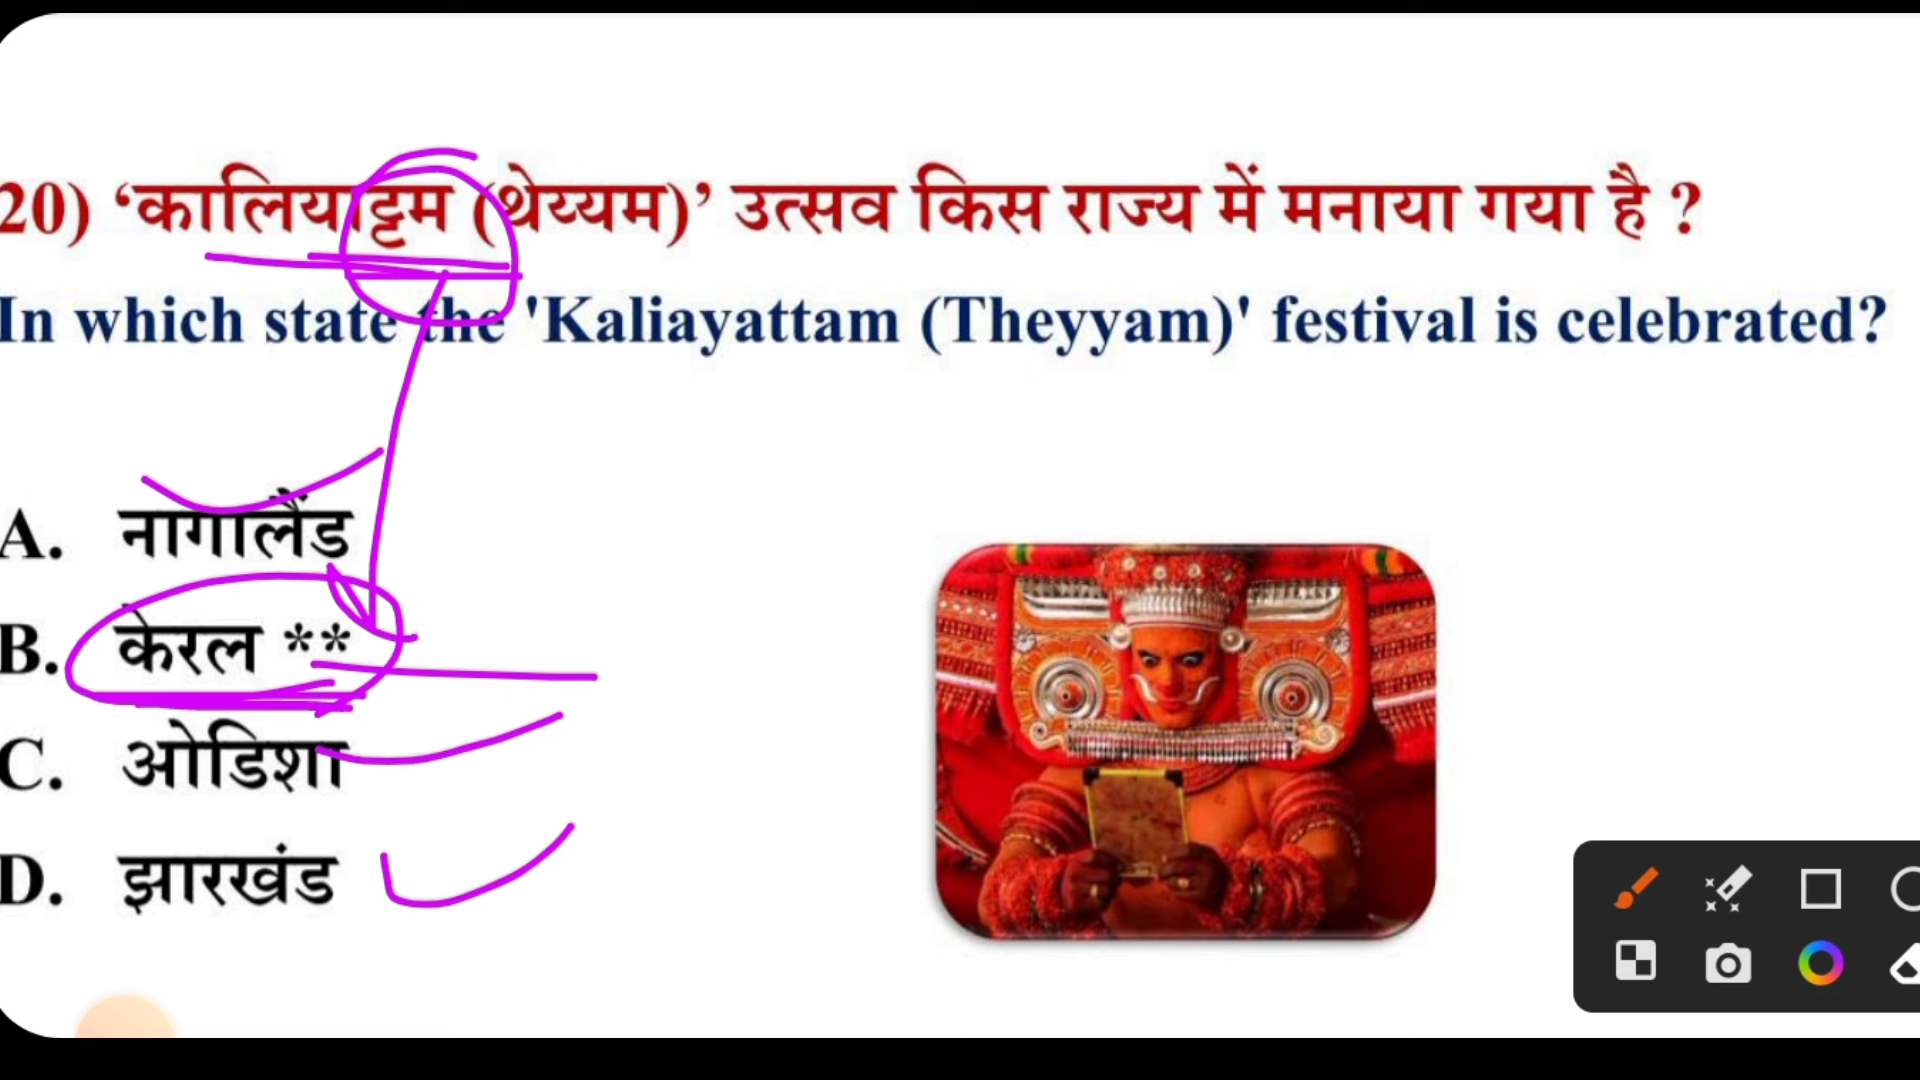 20) ‘कालियाट्टम (थेय्यम)’ उत्सव किस राज्य में मनाया गया है ?
In which state the 'Kaliayattam (Theyyam)' festival is celebrated?
A. नागालैंड
B. केरल **
C. ओडिशा
D. झारखंड